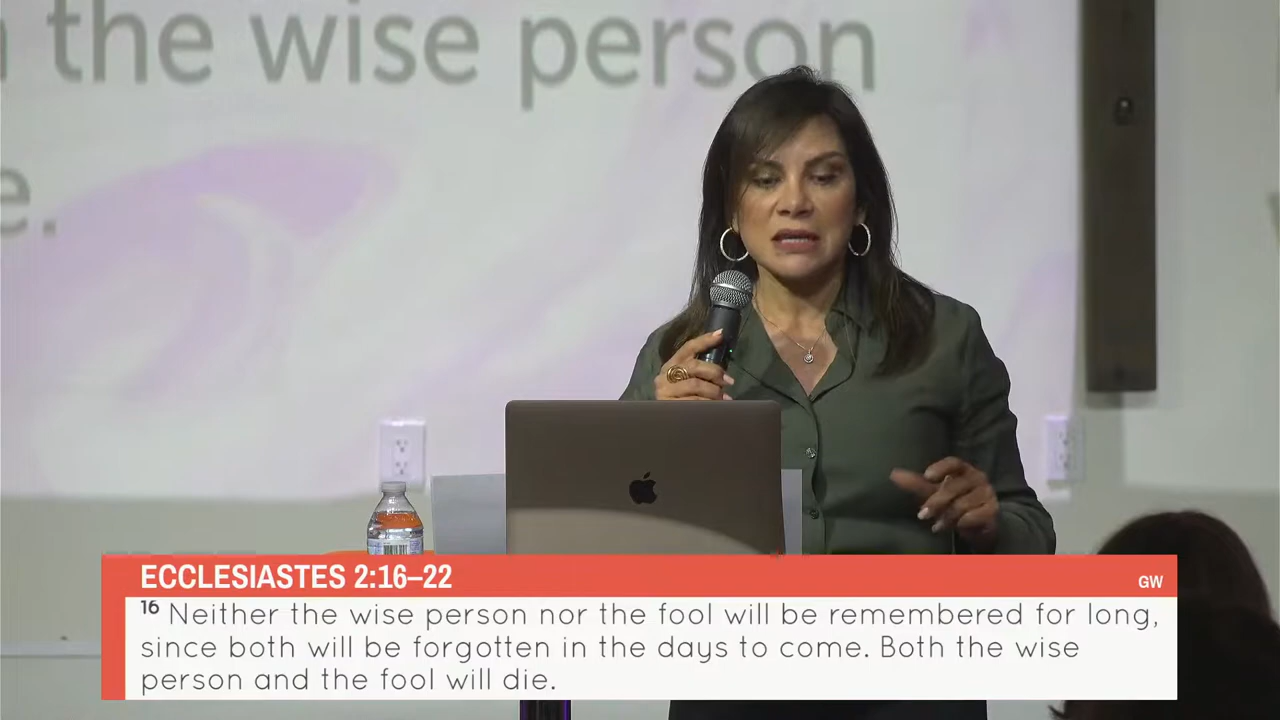 the wise person
e.
ECCLESIASTES 2:16–22
GW
16 Neither the wise person nor the fool will be remembered for long,
since both will be forgotten in the days to come. Both the wise
person and the fool will die.